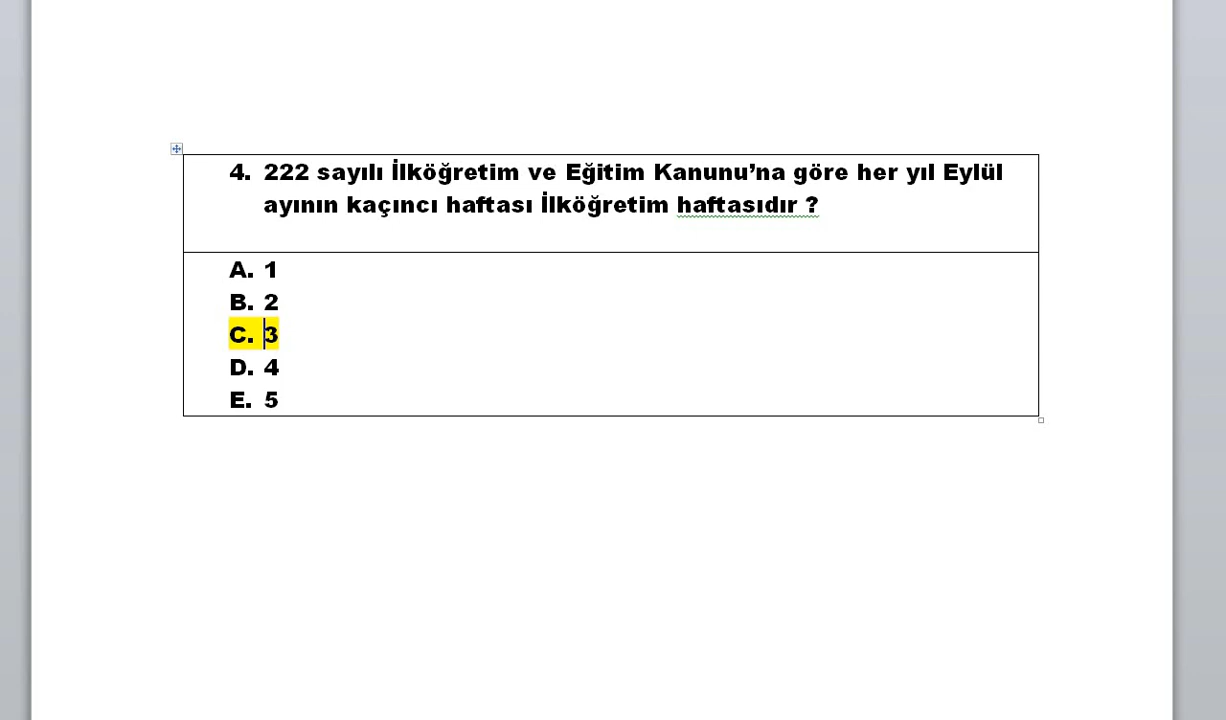 4. 222 sayılı İlköğretim ve Eğitim Kanunu’na göre her yıl Eylül
ayının kaçıncı haftası İlköğretim haftasıdır ?
A. 1
B. 2
C. 3
D. 4
E. 5